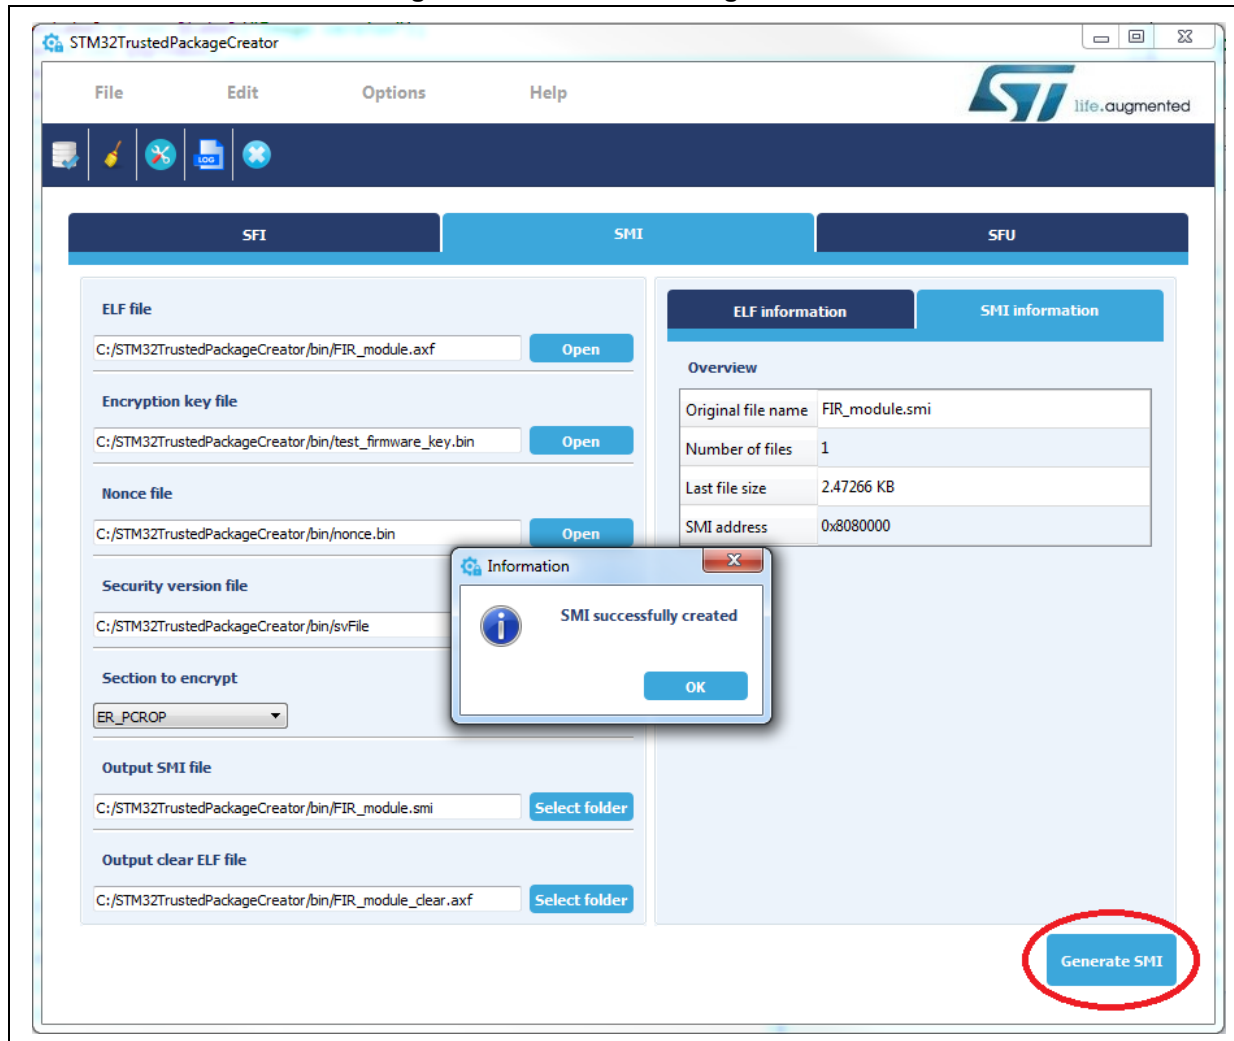 STM32TrustedPackageCreator
File Edit Options Help
life.augmented
LOG
SFI SMI SFU
ELF file
C:/STM32TrustedPackageCreator/bin/FIR_module.axf Open
Encryption key file
C:/STM32TrustedPackageCreator/bin/test_firmware_key.bin Open
Nonce file
C:/STM32TrustedPackageCreator/bin/nonce.bin Open
Security version file
C:/STM32TrustedPackageCreator/bin/svFile
Section to encrypt
ER_PCROP
Output SMI file
C:/STM32TrustedPackageCreator/bin/FIR_module.smi Select folder
Output clear ELF file
C:/STM32TrustedPackageCreator/bin/FIR_module_clear.axf Select folder
ELF information SMI information
Overview
Original file name FIR_module.smi
Number of files 1
Last file size 2.47266 KB
SMI address 0x8080000
Information
SMI successfully created
OK
Generate SMI